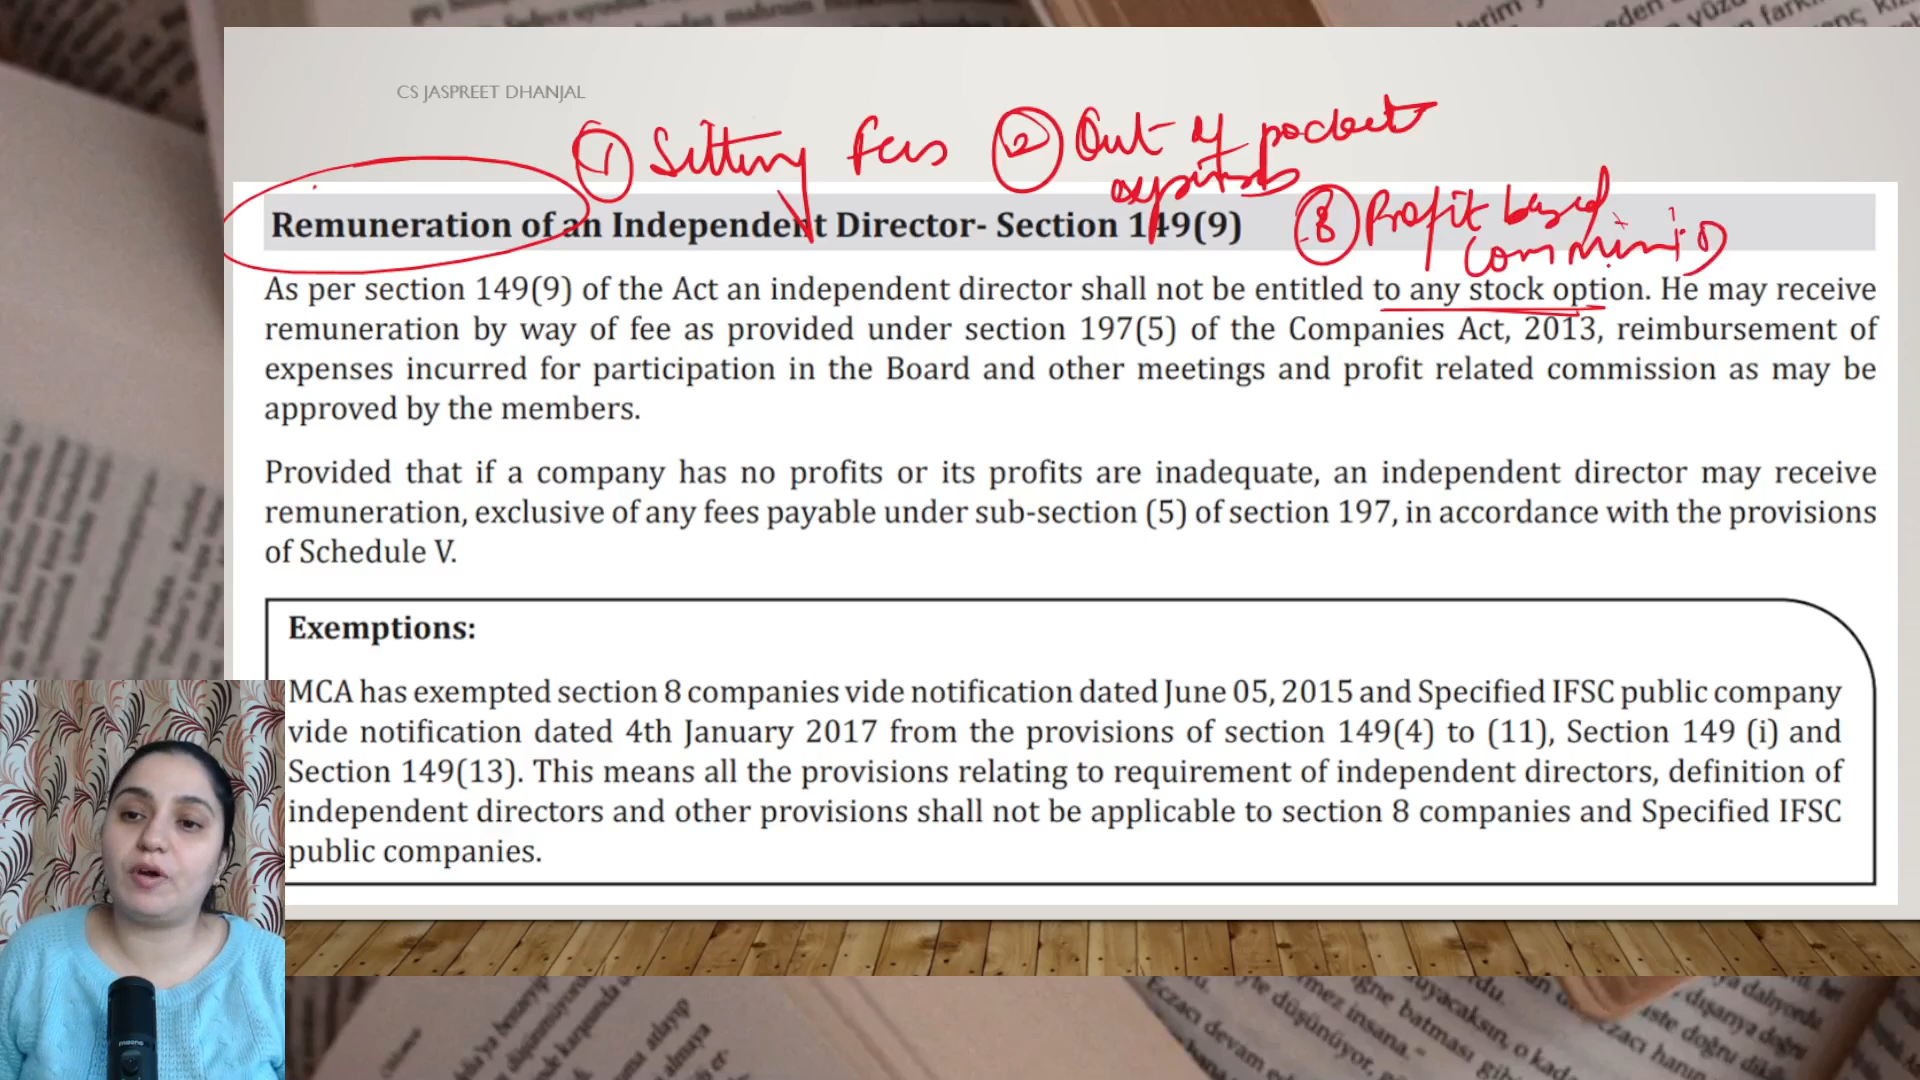 CS JASPREET DHANJAL
① Sitting Fees ② Out of pocket
expenses
③ Profit based
commission
Remuneration of an Independent Director- Section 149(9)
As per section 149(9) of the Act an independent director shall not be entitled to any stock option. He may receive
remuneration by way of fee as provided under section 197(5) of the Companies Act, 2013, reimbursement of
expenses incurred for participation in the Board and other meetings and profit related commission as may be
approved by the members.
Provided that if a company has no profits or its profits are inadequate, an independent director may receive
remuneration, exclusive of any fees payable under sub-section (5) of section 197, in accordance with the provisions
of Schedule V.
Exemptions:
MCA has exempted section 8 companies vide notification dated June 05, 2015 and Specified IFSC public company
vide notification dated 4th January 2017 from the provisions of section 149(4) to (11), Section 149 (i) and
Section 149(13). This means all the provisions relating to requirement of independent directors, definition of
independent directors and other provisions shall not be applicable to section 8 companies and Specified IFSC
public companies.